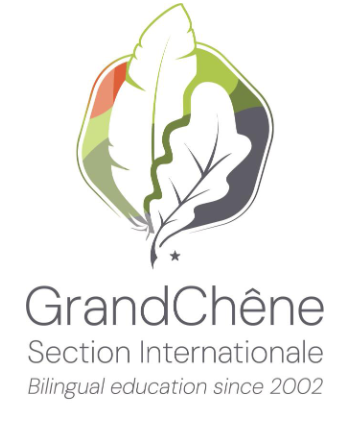 GrandChêne
Section Internationale
Bilingual education since 2002